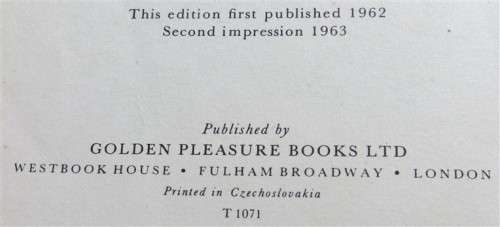 This edition first published 1962
Second impression 1963
Published by
GOLDEN PLEASURE BOOKS LTD
WESTBOOK HOUSE • FULHAM BROADWAY • LONDON
Printed in Czechoslovakia
T 1071